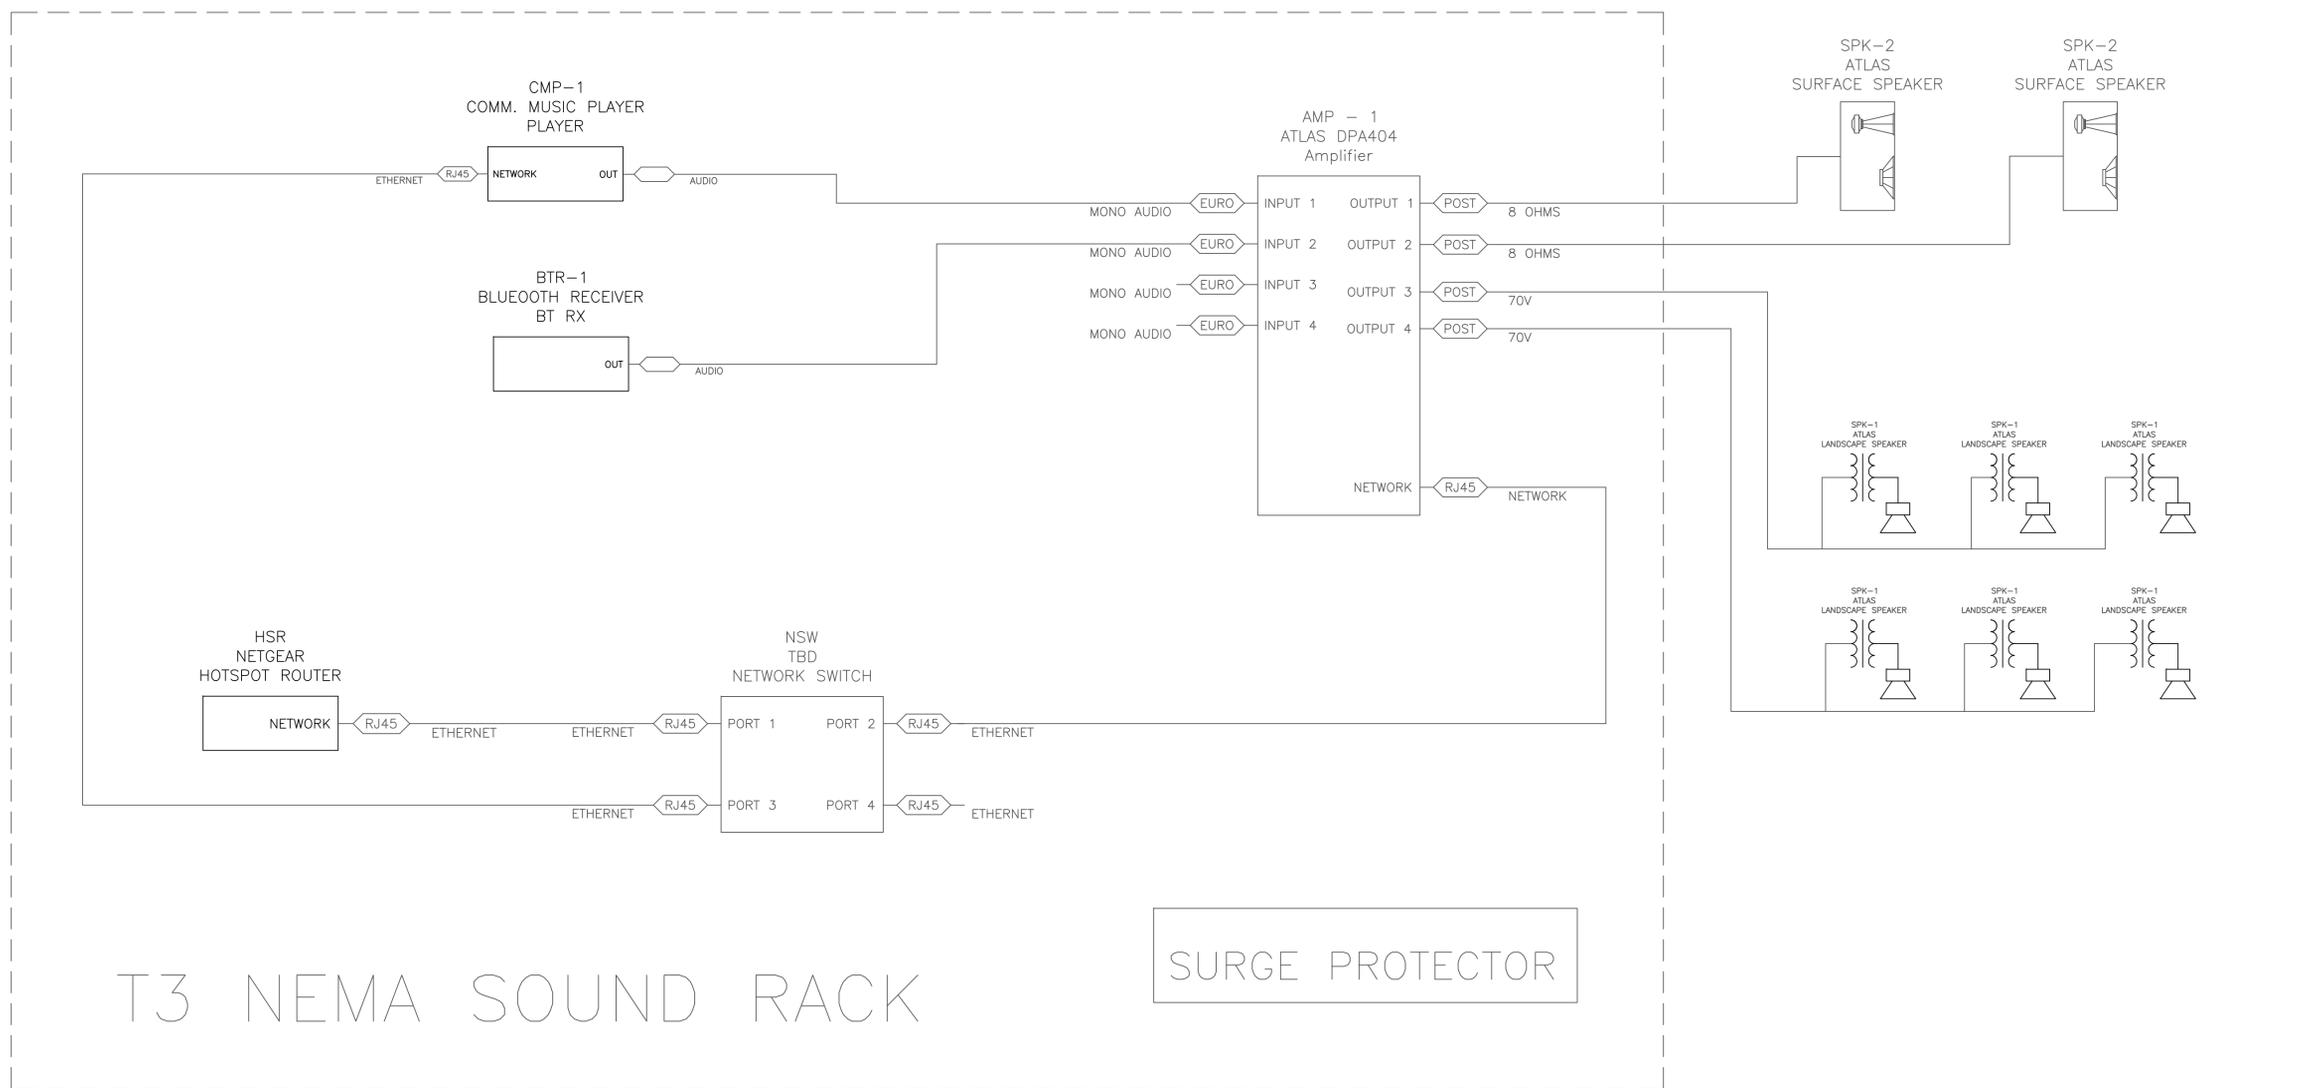 CMP-1
COMM. MUSIC PLAYER
PLAYER
ETHERNET
RJ45
NETWORK
OUT
AUDIO
BTR-1
BLUEOOTH RECEIVER
BT RX
OUT
AUDIO
AMP - 1
ATLAS DPA404
Amplifier
MONO AUDIO
EURO
INPUT 1
OUTPUT 1
POST
8 OHMS
MONO AUDIO
EURO
INPUT 2
OUTPUT 2
POST
8 OHMS
MONO AUDIO
EURO
INPUT 3
OUTPUT 3
POST
70V
MONO AUDIO
EURO
INPUT 4
OUTPUT 4
POST
70V
NETWORK
RJ45
NETWORK
SPK-2
ATLAS
SURFACE SPEAKER
SPK-2
ATLAS
SURFACE SPEAKER
SPK-1
ATLAS
LANDSCAPE SPEAKER
SPK-1
ATLAS
LANDSCAPE SPEAKER
SPK-1
ATLAS
LANDSCAPE SPEAKER
SPK-1
ATLAS
LANDSCAPE SPEAKER
SPK-1
ATLAS
LANDSCAPE SPEAKER
SPK-1
ATLAS
LANDSCAPE SPEAKER
HSR
NETGEAR
HOTSPOT ROUTER
NETWORK
RJ45
ETHERNET
NSW
TBD
NETWORK SWITCH
ETHERNET
RJ45
PORT 1
PORT 2
RJ45
ETHERNET
ETHERNET
RJ45
PORT 3
PORT 4
RJ45
ETHERNET
SURGE PROTECTOR
T3 NEMA SOUND RACK